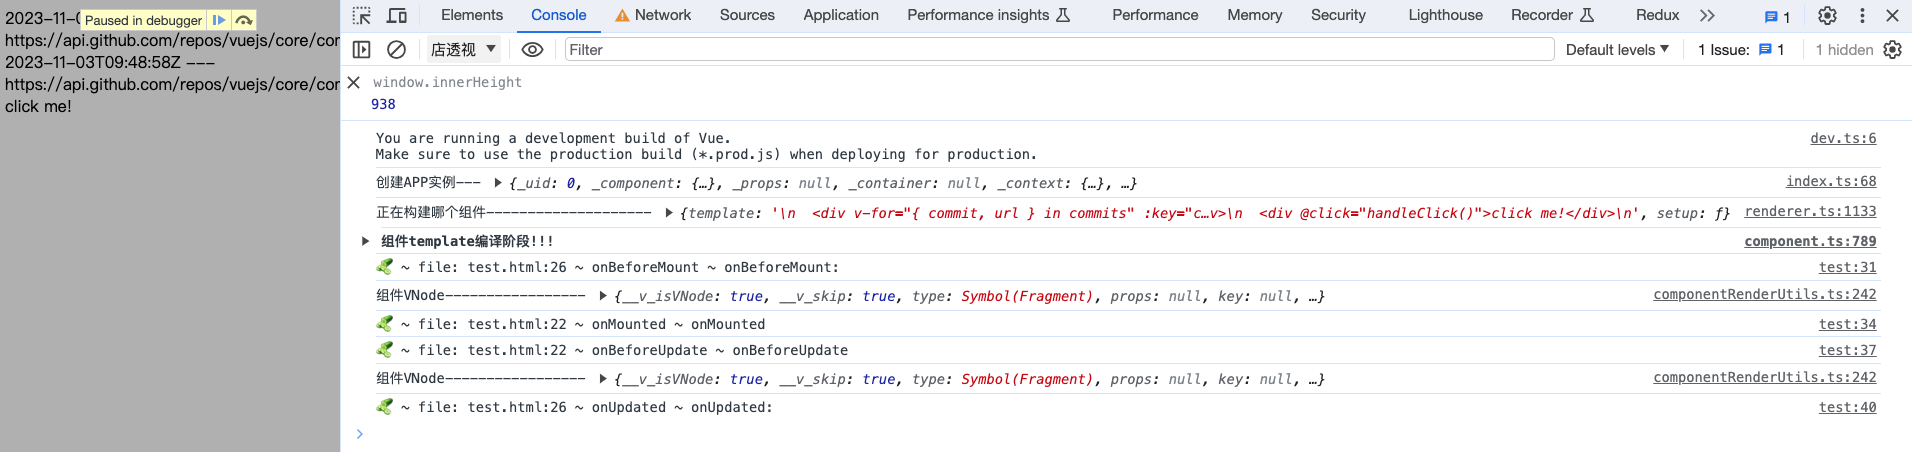 2023-11-0
Paused in debugger
https://api.github.com/repos/vuejs/core/cor
2023-11-03T09:48:58Z ---
https://api.github.com/repos/vuejs/core/cor
click me!
Elements Console Network Sources Application Performance insights Performance Memory Security Lighthouse Recorder Redux 1
店透视 Filter Default levels 1 Issue: 1 1 hidden
window.innerHeight
938
You are running a development build of Vue. dev.ts:6
Make sure to use the production build (*.prod.js) when deploying for production.
创建APP实例--- {_uid: 0, _component: {…}, _props: null, _container: null, _context: {…}, …} index.ts:68
正在构建哪个组件-------------------- {template: '\n  <div v-for="{ commit, url } in commits" :key="c…v>\n  <div @click="handleClick()">click me!</div>\n', setup: ƒ} renderer.ts:1133
组件template编译阶段!!! component.ts:789
~ file: test.html:26 ~ onBeforeMount ~ onBeforeMount: test:31
组件VNode----------------- {__v_isVNode: true, __v_skip: true, type: Symbol(Fragment), props: null, key: null, …} componentRenderUtils.ts:242
~ file: test.html:22 ~ onMounted ~ onMounted test:34
~ file: test.html:22 ~ onBeforeUpdate ~ onBeforeUpdate test:37
组件VNode----------------- {__v_isVNode: true, __v_skip: true, type: Symbol(Fragment), props: null, key: null, …} componentRenderUtils.ts:242
~ file: test.html:26 ~ onUpdated ~ onUpdated: test:40